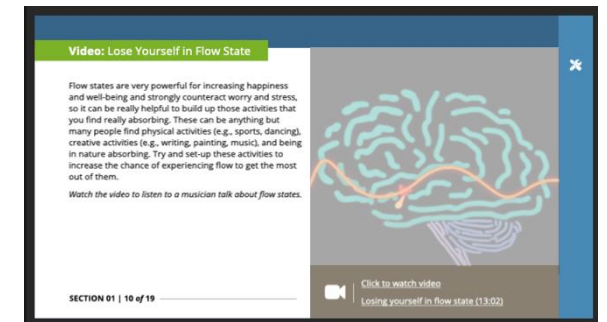 Video: Lose Yourself in Flow State
Flow states are very powerful for increasing happiness
and well-being and strongly counteract worry and stress,
so it can be really helpful to build up those activities that
you find really absorbing. These can be anything but
many people find physical activities (e.g., sports, dancing),
creative activities (e.g., writing, painting, music), and being
in nature absorbing. Try and set-up these activities to
increase the chance of experiencing flow to get the most
out of them.
Watch the video to listen to a musician talk about flow states.
Click to watch video
Losing yourself in flow state (13:02)
SECTION 01 | 10 of 19